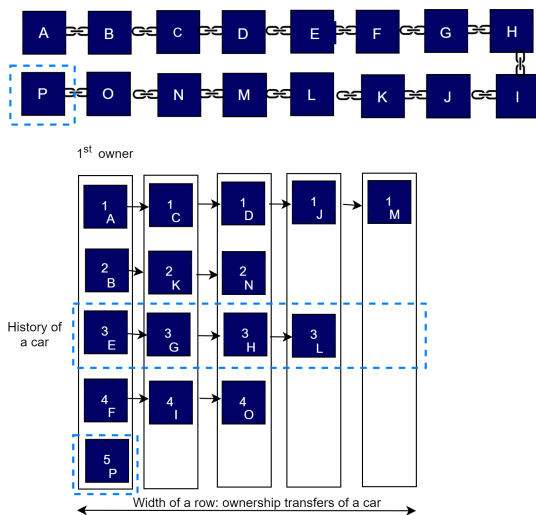 A B C D E F G H
P O N M L K J I
1st owner
1 A 1 C 1 D 1 J 1 M
2 B 2 K 2 N
3 E 3 G 3 H 3 L
History of
a car
4 F 4 I 4 O
5 P
Width of a row: ownership transfers of a car